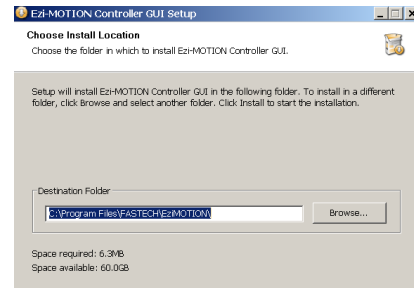 Ezi-MOTION Controller GUI Setup
Choose Install Location
Choose the folder in which to install Ezi-MOTION Controller GUI.
Setup will install Ezi-MOTION Controller GUI in the following folder. To install in a different
folder, click Browse and select another folder. Click Install to start the installation.
Destination Folder
C:\Program Files\FASTECH\EziMOTION\
Browse...
Space required: 6.3MB
Space available: 60.0GB